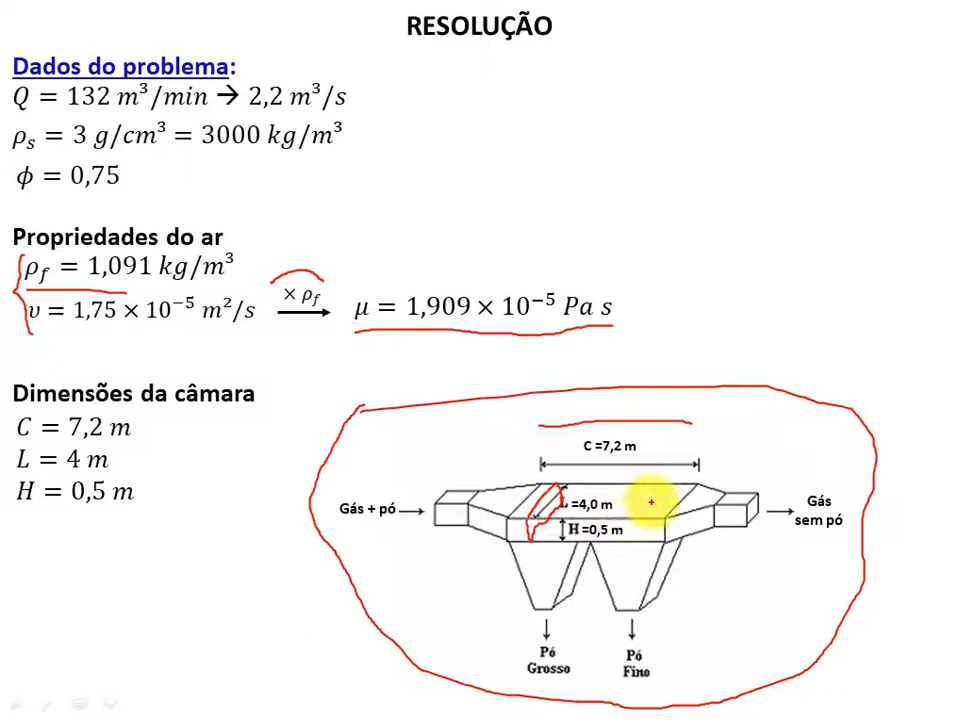 RESOLUÇÃO
Dados do problema:
Q = 132 m³/min → 2,2 m³/s
ρₛ = 3 g/cm³ = 3000 kg/m³
ϕ = 0,75
Propriedades do ar
ρ_f = 1,091 kg/m³
υ = 1,75 × 10⁻⁵ m²/s × ρ_f → μ = 1,909 × 10⁻⁵ Pa s
Dimensões da câmara
C = 7,2 m
L = 4 m
H = 0,5 m
C =7,2 m
L =4,0 m
H =0,5 m
Gás + pó
Gás
sem pó
Pó
Grosso
Pó
Fino